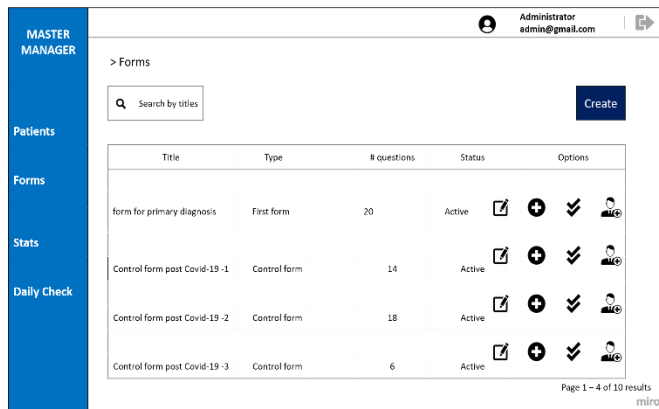 MASTER
MANAGER
Administrator
admin@gmail.com
> Forms
Search by titles
Create
Patients
Forms
Stats
Daily Check
Title Type # questions Status Options
form for primary diagnosis First form 20 Active
Control form post Covid-19 -1 Control form 14 Active
Control form post Covid-19 -2 Control form 18 Active
Control form post Covid-19 -3 Control form 6 Active
Page 1 – 4 of 10 results
miro